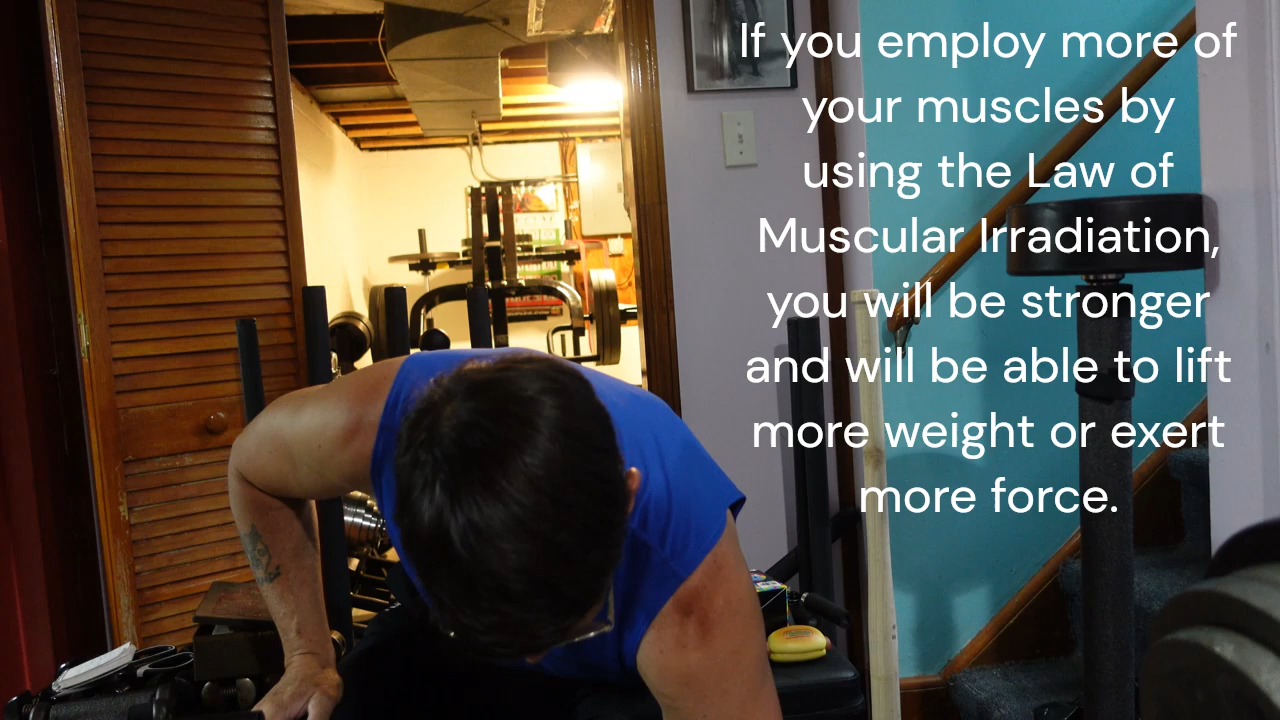 If you employ more of
your muscles by
using the Law of
Muscular Irradiation,
you will be stronger
and will be able to lift
more weight or exert
more force.